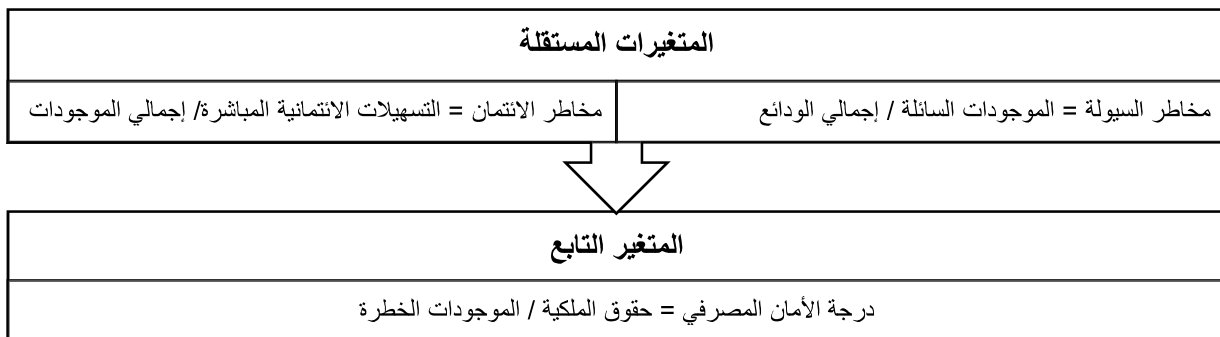 المتغيرات المستقلة
مخاطر السيولة = الموجودات السائلة / إجمالي الودائع
مخاطر الائتمان = التسهيلات الائتمانية المباشرة/ إجمالي الموجودات
المتغير التابع
درجة الأمان المصرفي = حقوق الملكية / الموجودات الخطرة